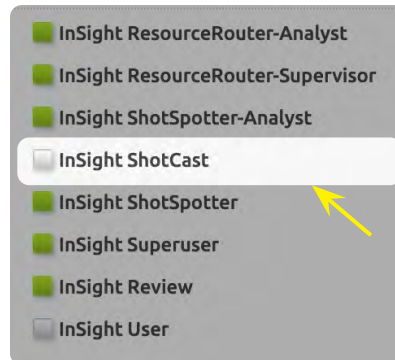 InSight ResourceRouter-Analyst
InSight ResourceRouter-Supervisor
InSight ShotSpotter-Analyst
InSight ShotCast
InSight ShotSpotter
InSight Superuser
InSight Review
InSight User